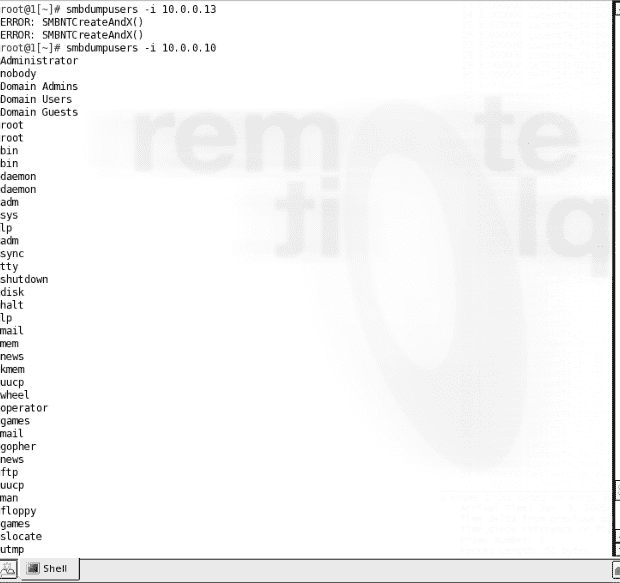 root@1[~]# smbdumpusers -i 10.0.0.13
ERROR: SMBNTCreateAndX()
ERROR: SMBNTCreateAndX()
root@1[~]# smbdumpusers -i 10.0.0.10
Administrator
nobody
Domain Admins
Domain Users
Domain Guests
root
root
bin
bin
daemon
daemon
adm
sys
lp
adm
sync
tty
shutdown
disk
halt
lp
mail
mem
news
kmem
uucp
wheel
operator
games
mail
gopher
news
ftp
uucp
man
floppy
games
slocate
utmp
Shell